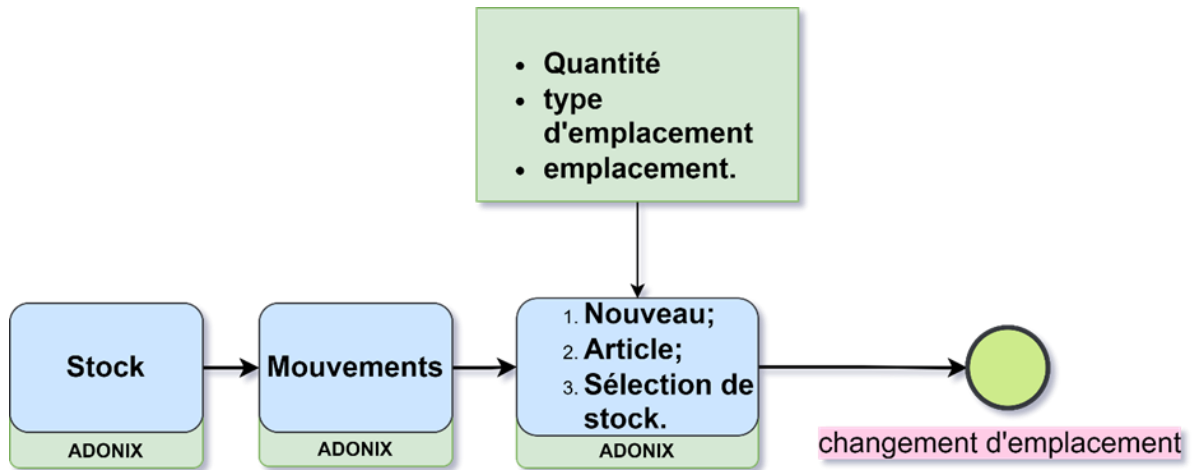 • Quantité
• type
d'emplacement
• emplacement.
Stock
ADONIX
Mouvements
ADONIX
1. Nouveau;
2. Article;
3. Sélection de
stock.
ADONIX
changement d'emplacement